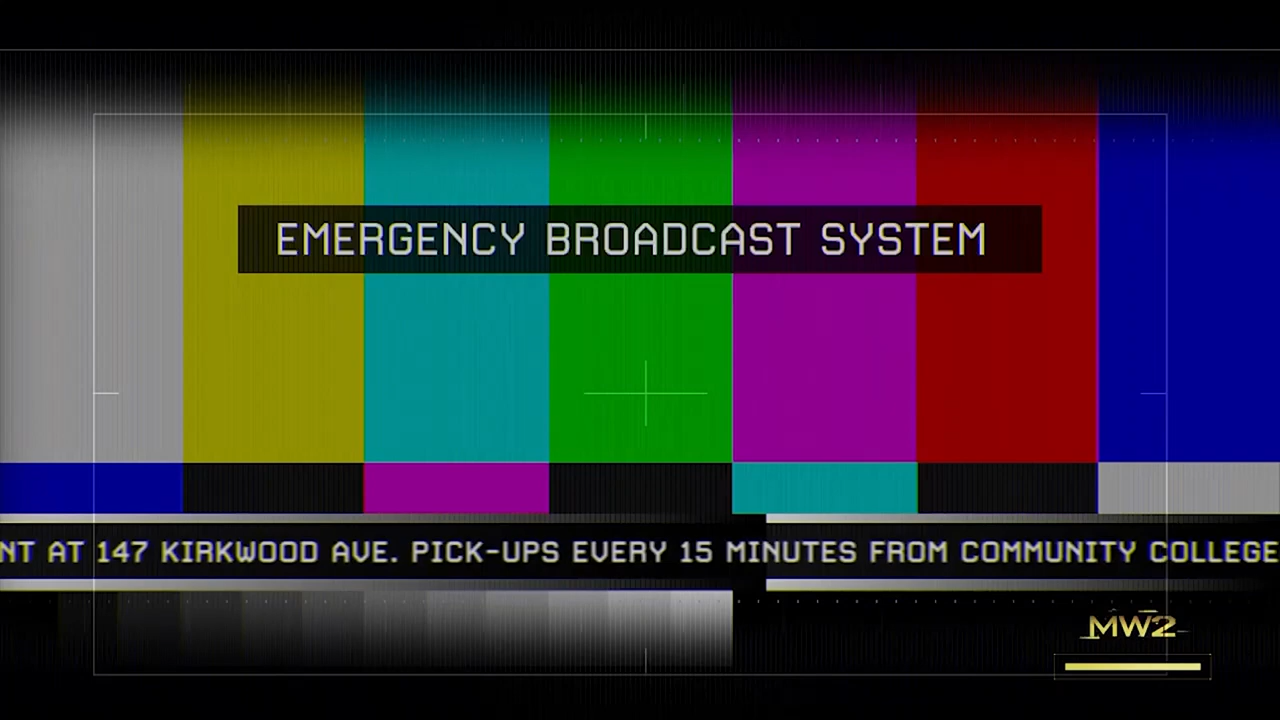 EMERGENCY BROADCAST SYSTEM
NT AT 147 KIRKWOOD AVE. PICK-UPS EVERY 15 MINUTES FROM COMMUNITY COLLEGE
MW2